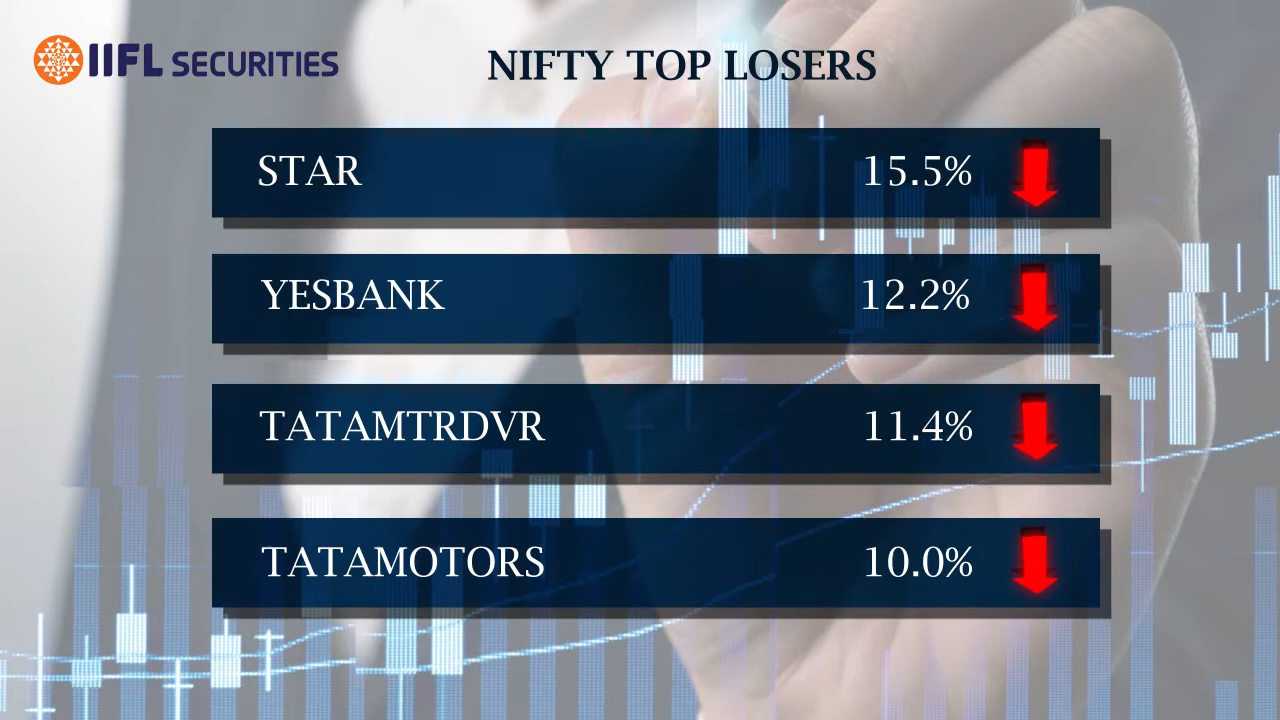 IIFL SECURITIES
NIFTY TOP LOSERS
STAR 15.5%
YESBANK 12.2%
TATAMTRDVR 11.4%
TATAMOTORS 10.0%